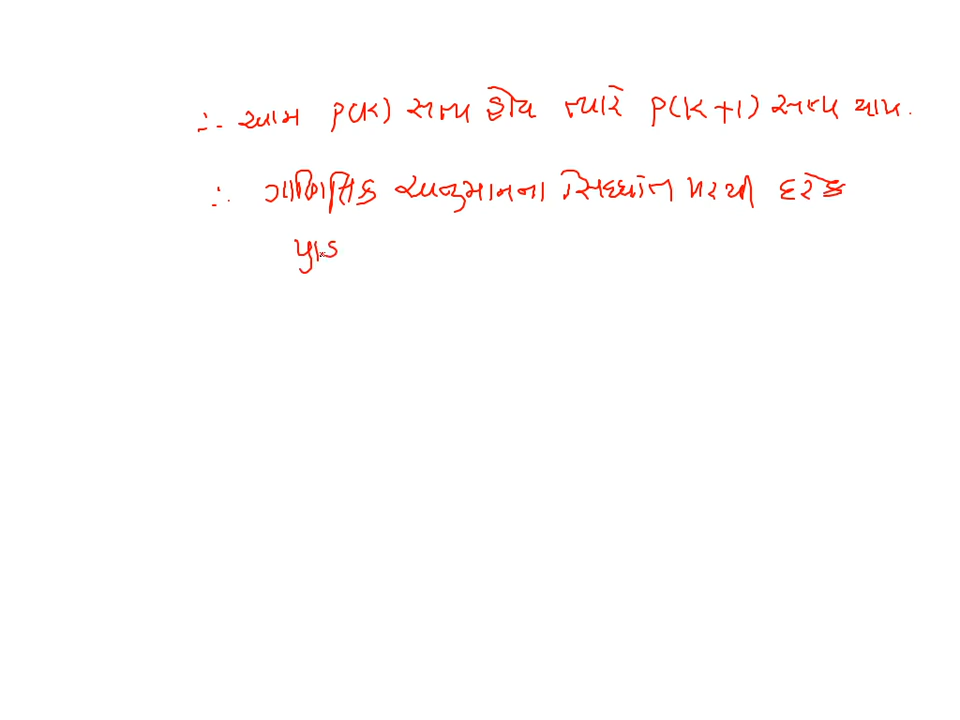 ∴ આમ P(K) સત્ય હોય ત્યારે P(K+1) સત્ય થાય.
∴ ગાણિતિક અનુમાનના સિદ્ધાંત પરથી દરેક